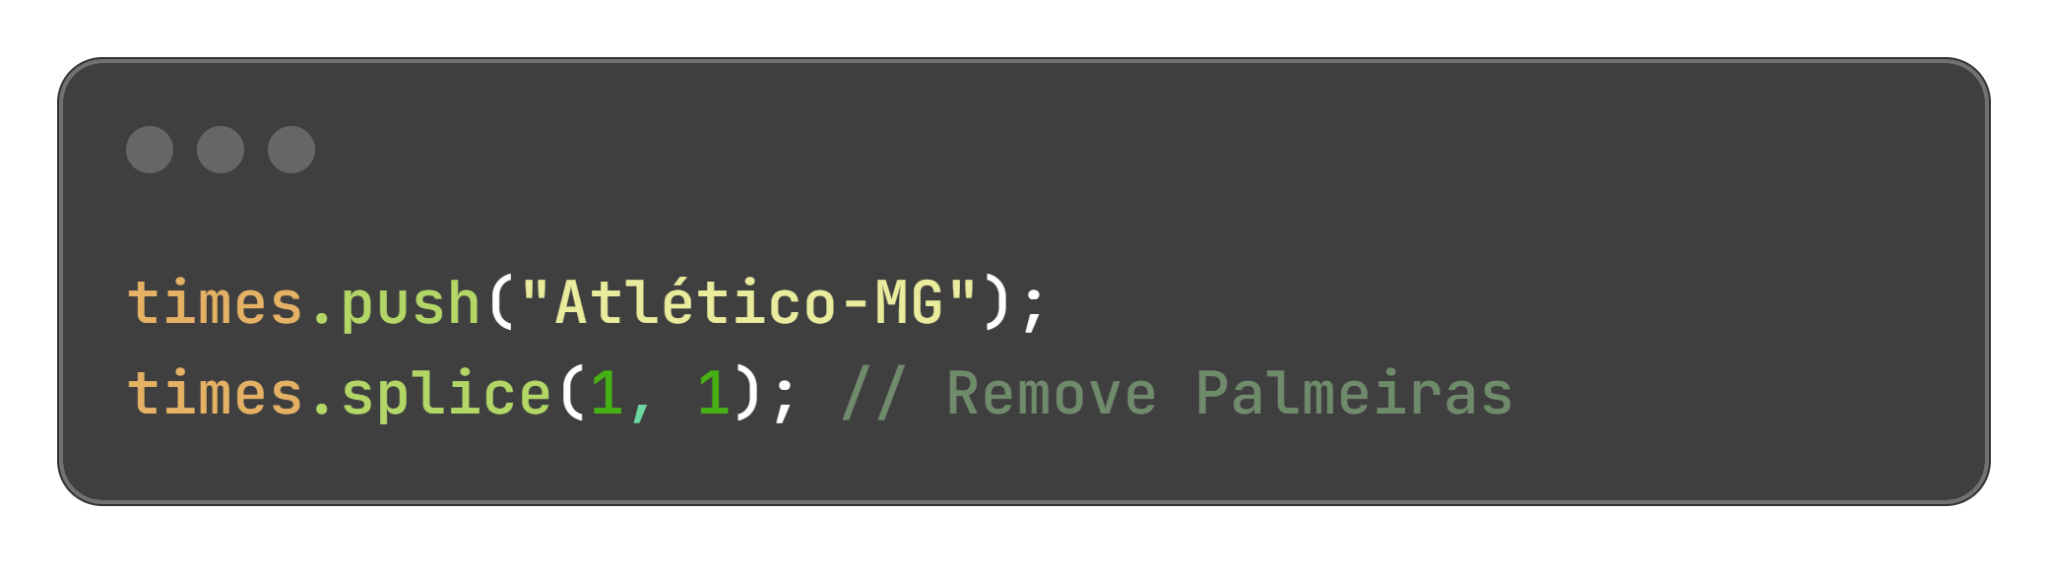 times.push("Atlético-MG");
times.splice(1, 1); // Remove Palmeiras